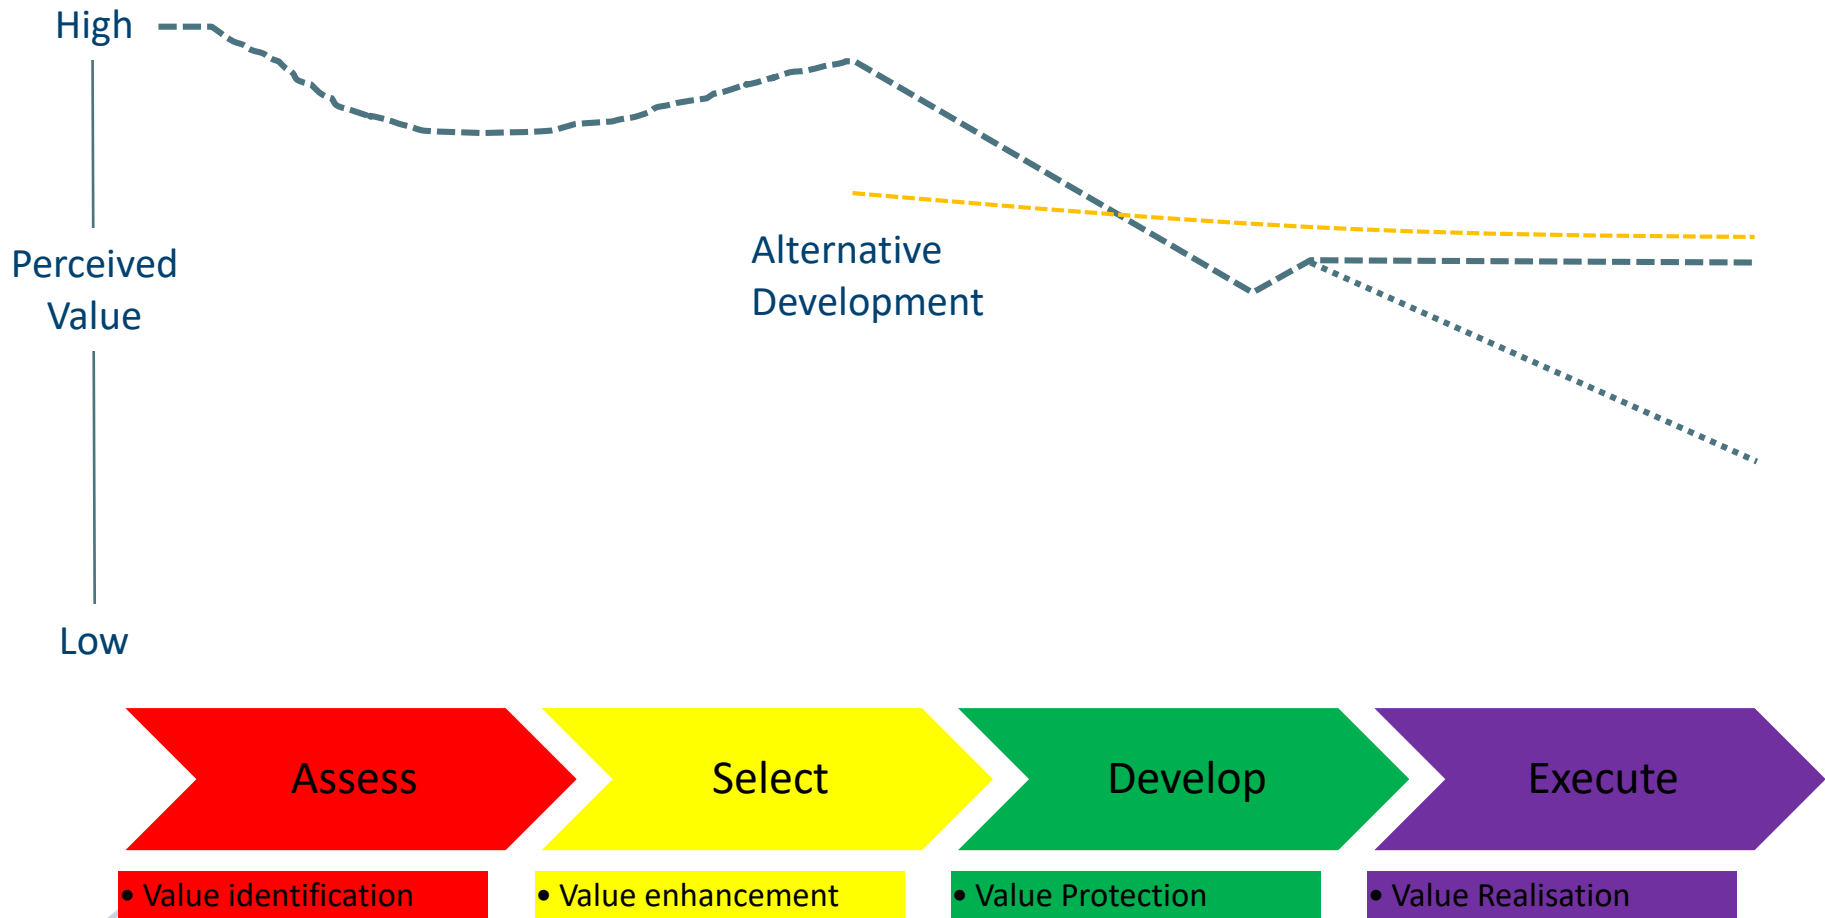 High
Perceived
Value
Alternative
Development
Low
Assess
Select
Develop
Execute
• Value identification
• Value enhancement
• Value Protection
• Value Realisation